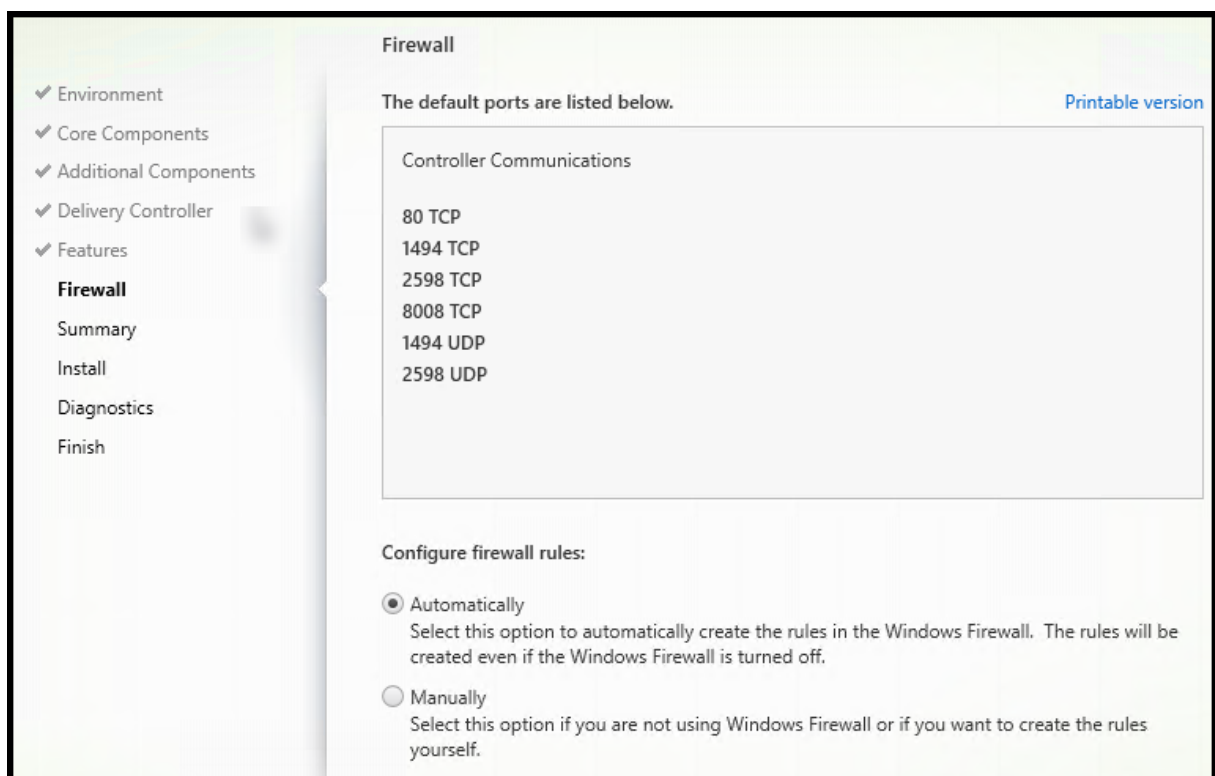 Firewall
Environment
Core Components
Additional Components
Delivery Controller
Features
Firewall
Summary
Install
Diagnostics
Finish
The default ports are listed below.
Printable version
Controller Communications
80 TCP
1494 TCP
2598 TCP
8008 TCP
1494 UDP
2598 UDP
Configure firewall rules:
Automatically
Select this option to automatically create the rules in the Windows Firewall.  The rules will be
created even if the Windows Firewall is turned off.
Manually
Select this option if you are not using Windows Firewall or if you want to create the rules
yourself.